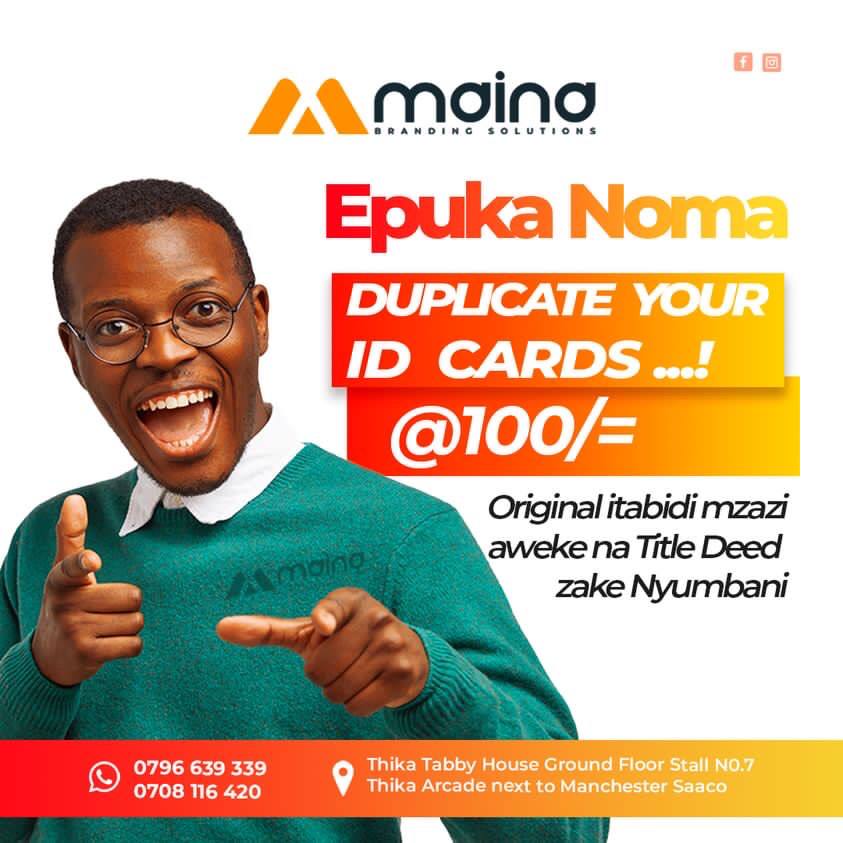 maina
BRANDING SOLUTIONS
Epuka Noma
DUPLICATE YOUR
ID CARDS ....!
@100/=
Original itabidi mzazi
aweke na Title Deed
zake Nyumbani
maina
0796 639 339
0708 116 420
Thika Tabby House Ground Floor Stall N0.7
Thika Arcade next to Manchester Saaco